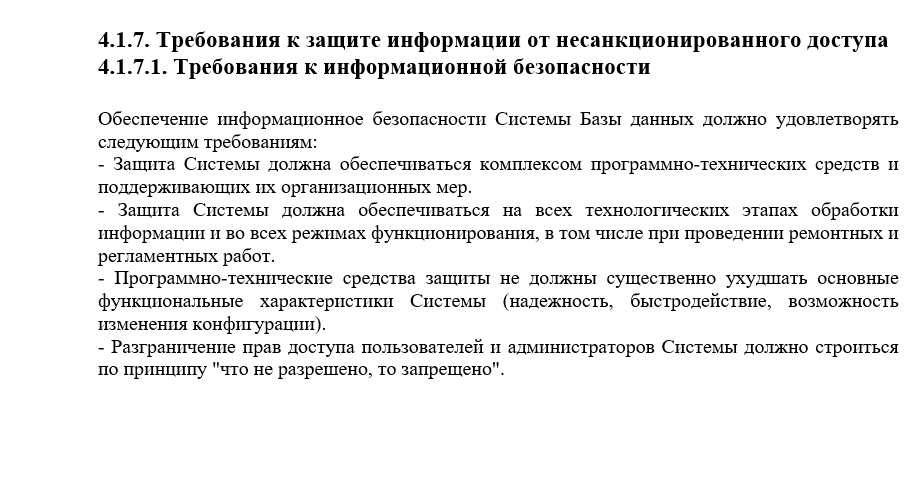 4.1.7. Требования к защите информации от несанкционированного доступа
4.1.7.1. Требования к информационной безопасности
Обеспечение информационное безопасности Системы Базы данных должно удовлетворять
следующим требованиям:
- Защита Системы должна обеспечиваться комплексом программно-технических средств и
поддерживающих их организационных мер.
- Защита Системы должна обеспечиваться на всех технологических этапах обработки
информации и во всех режимах функционирования, в том числе при проведении ремонтных и
регламентных работ.
- Программно-технические средства защиты не должны существенно ухудшать основные
функциональные характеристики Системы (надежность, быстродействие, возможность
изменения конфигурации).
- Разграничение прав доступа пользователей и администраторов Системы должно строиться
по принципу "что не разрешено, то запрещено".